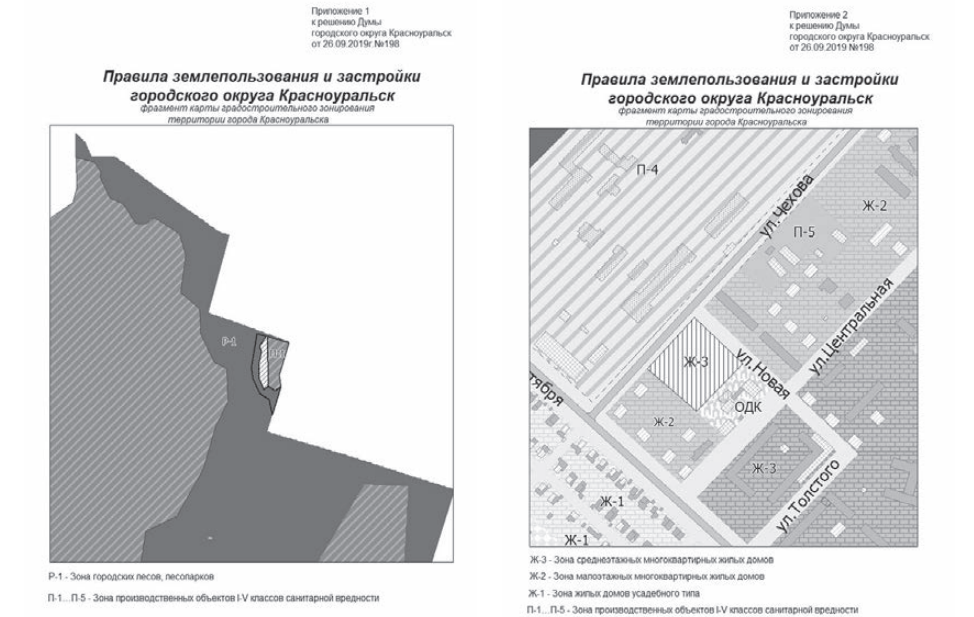 Приложение 1
к решению Думы
городского округа Красноуральск
от 26.09.2019г.№198
Правила землепользования и застройки
городского округа Красноуральск
фрагмент карты градостроительного зонирования
территории города Красноуральска
Р-1
Р-1 - Зона городских лесов, лесопарков
П-1...П-5 - Зона производственных объектов I-V классов санитарной вредности
Приложение 2
к решению Думы
городского округа Красноуральск
от 26.09.2019 №198
Правила землепользования и застройки
городского округа Красноуральск
фрагмент карты градостроительного зонирования
территории города Красноуральска
П-4
ул.Чехова
Ж-2
П-5
ул.Центральная
Ж-3
ул.Новая
тября
ОДК
Ж-2
Ж-3
ул.Толстого
Ж-1
Ж-1
Ж-3 - Зона среднеэтажных многоквартирных жилых домов
Ж-2 - Зона малоэтажных многоквартирных жилых домов
Ж-1 - Зона жилых домов усадебного типа
П-1...П-5 - Зона производственных объектов I-V классов санитарной вредности